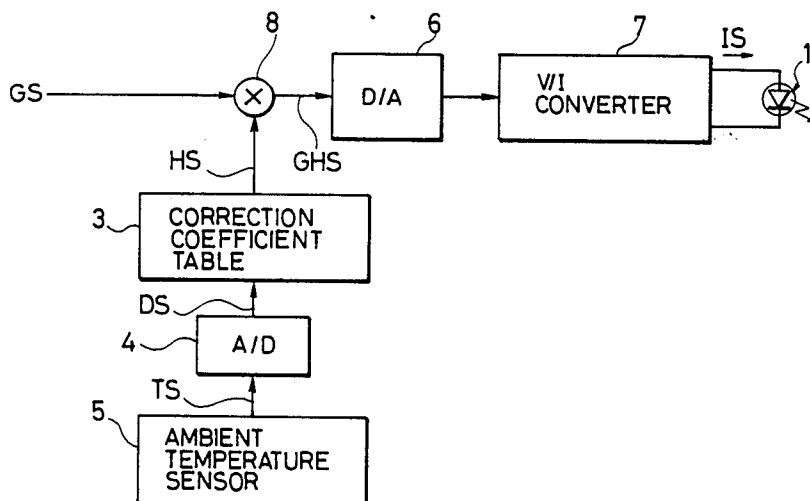 6
7
IS
1
8
GS
×
D/A
V/I
CONVERTER
GHS
HS
3
CORRECTION
COEFFICIENT
TABLE
DS
4
A/D
TS
5
AMBIENT
TEMPERATURE
SENSOR